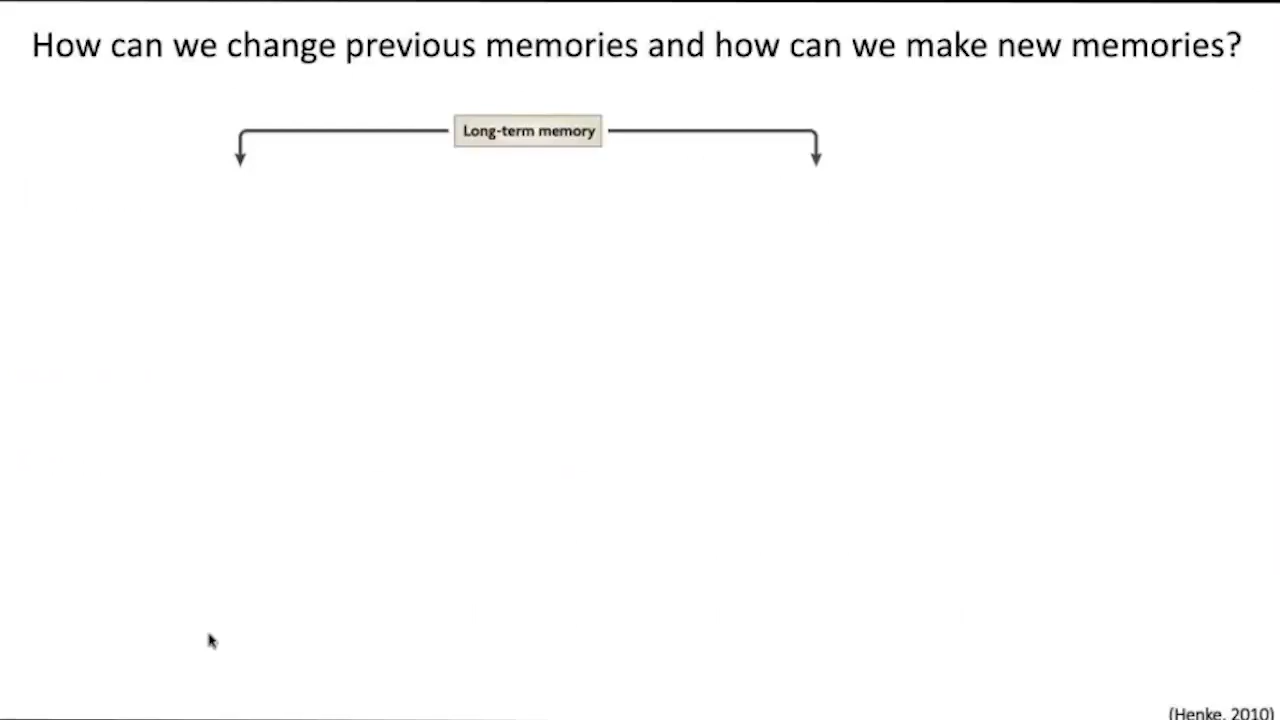 How can we change previous memories and how can we make new memories?
Long-term memory
(Henke, 2010)